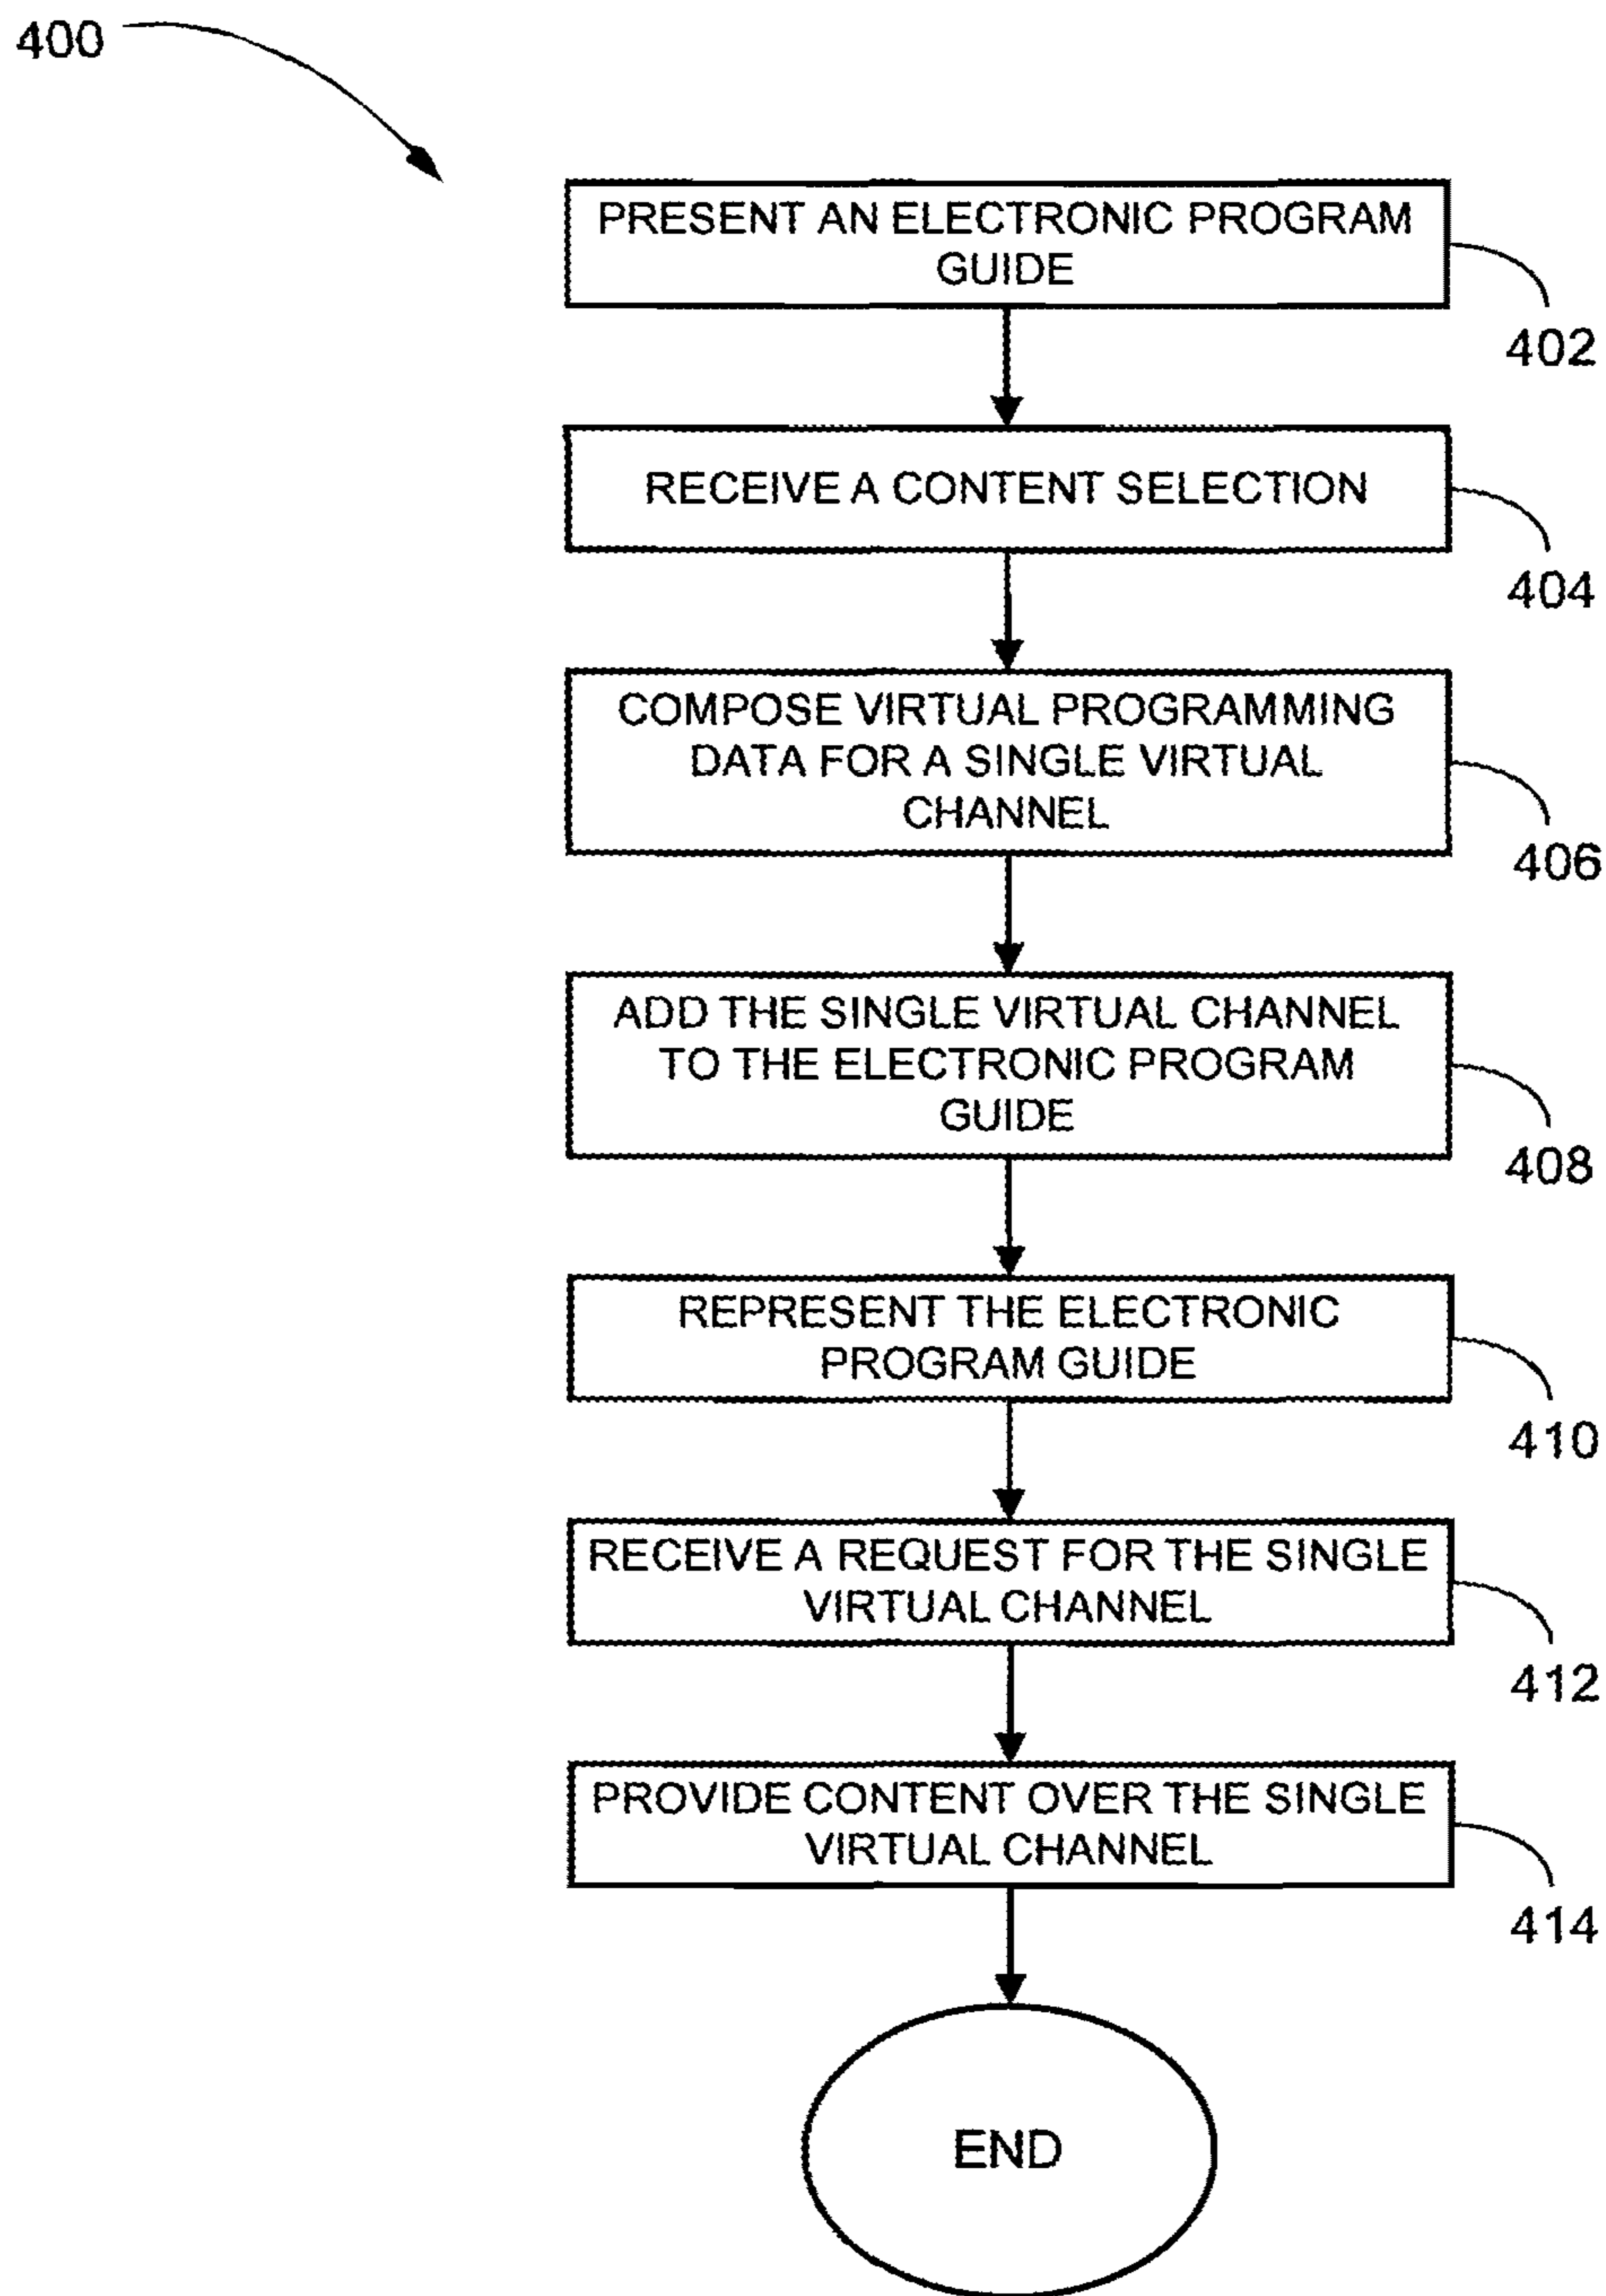 400
PRESENT AN ELECTRONIC PROGRAM
GUIDE
402
RECEIVE A CONTENT SELECTION
404
COMPOSE VIRTUAL PROGRAMMING
DATA FOR A SINGLE VIRTUAL
CHANNEL
406
ADD THE SINGLE VIRTUAL CHANNEL
TO THE ELECTRONIC PROGRAM
GUIDE
408
REPRESENT THE ELECTRONIC
PROGRAM GUIDE
410
RECEIVE A REQUEST FOR THE SINGLE
VIRTUAL CHANNEL
412
PROVIDE CONTENT OVER THE SINGLE
VIRTUAL CHANNEL
414
END